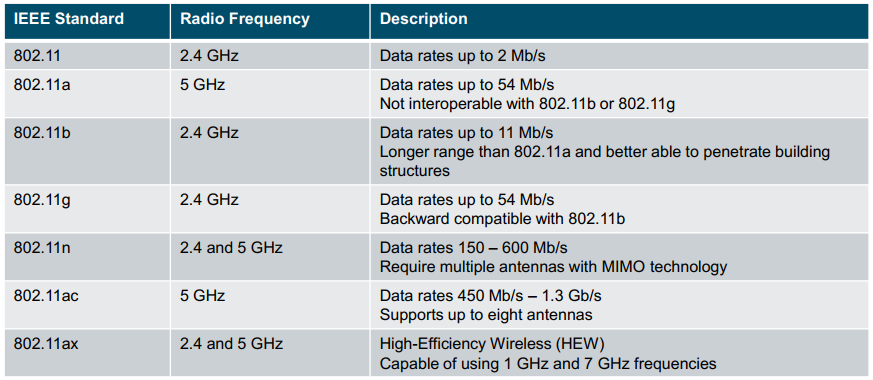 IEEE Standard Radio Frequency Description
802.11 2.4 GHz Data rates up to 2 Mb/s
802.11a 5 GHz Data rates up to 54 Mb/s
Not interoperable with 802.11b or 802.11g
802.11b 2.4 GHz Data rates up to 11 Mb/s
Longer range than 802.11a and better able to penetrate building
structures
802.11g 2.4 GHz Data rates up to 54 Mb/s
Backward compatible with 802.11b
802.11n 2.4 and 5 GHz Data rates 150 – 600 Mb/s
Require multiple antennas with MIMO technology
802.11ac 5 GHz Data rates 450 Mb/s – 1.3 Gb/s
Supports up to eight antennas
802.11ax 2.4 and 5 GHz High-Efficiency Wireless (HEW)
Capable of using 1 GHz and 7 GHz frequencies